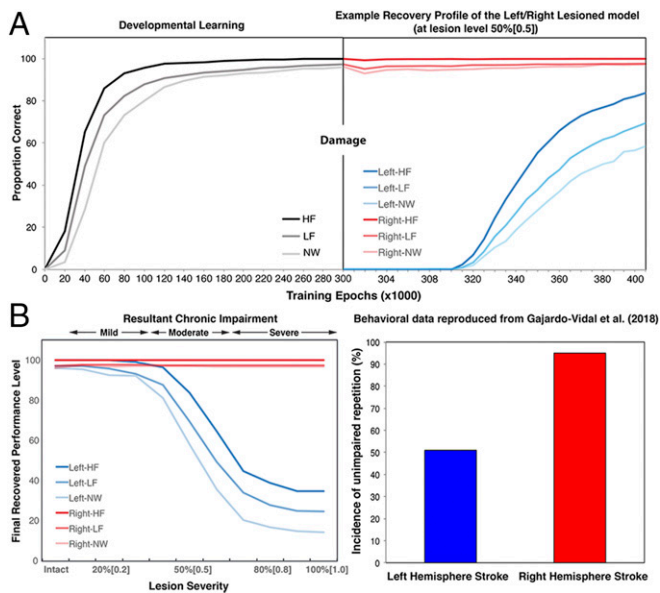 A
Developmental Learning
Example Recovery Profile of the Left/Right Lesioned model
(at lesion level 50%[0.5])
Proportion Correct
100
80
60
40
20
0
Damage
HF
LF
NW
Left-HF
Left-LF
Left-NW
Right-HF
Right-LF
Right-NW
0 20 40 60 80 100 120 140 160 180 200 220 240 260 280 300 304 308 320 340 360 380 400
Training Epochs (x1000)
B
Resultant Chronic Impairment
Mild Moderate Severe
Final Recovered Performance Level
100
80
60
40
20
0
Left-HF
Left-LF
Left-NW
Right-HF
Right-LF
Right-NW
Intact 20%[0.2] 50%[0.5] 80%[0.8] 100%[1.0]
Lesion Severity
Behavioral data reproduced from Gajardo-Vidal et al. (2018)
Incidence of unimpaired repetition (%)
100
90
80
70
60
50
40
30
20
10
0
Left Hemisphere Stroke Right Hemisphere Stroke